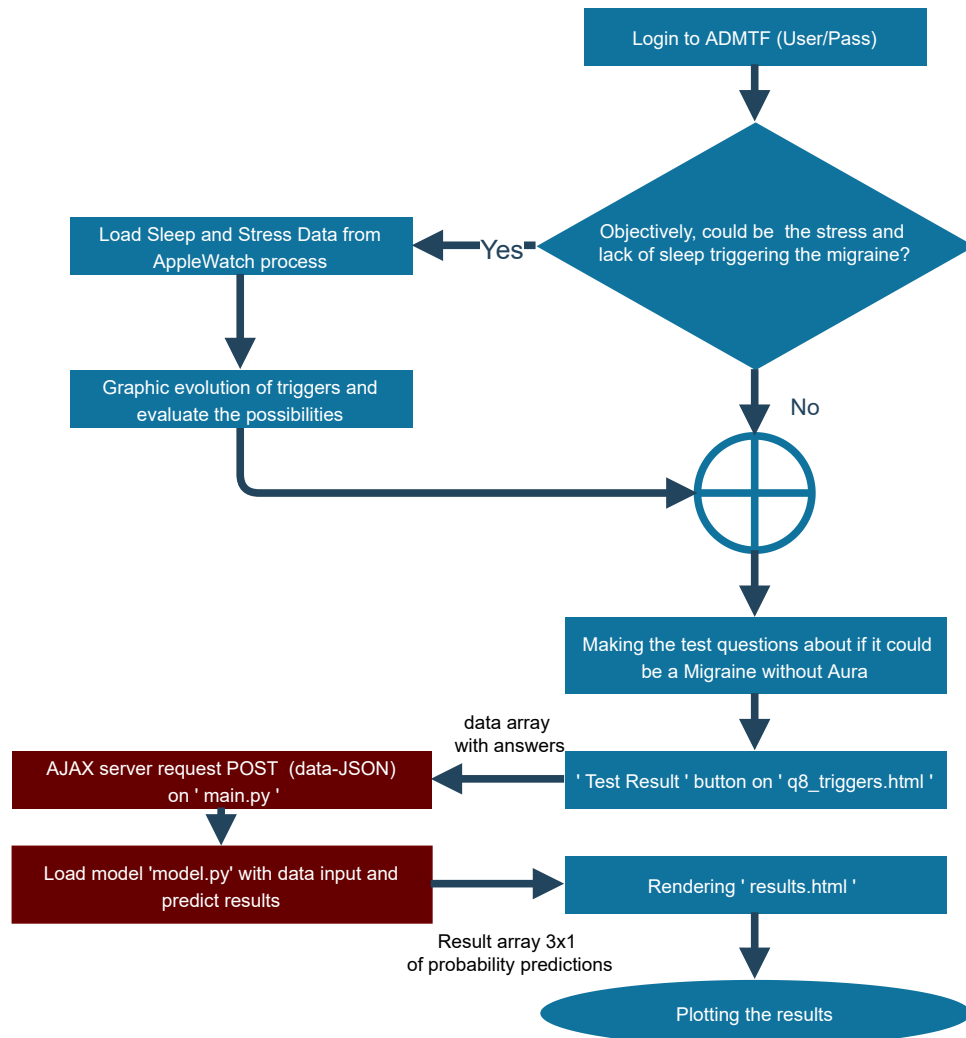 Login to ADMTF (User/Pass)
Objectively, could be  the stress and
lack of sleep triggering the migraine?
Yes
Load Sleep and Stress Data from
AppleWatch process
Graphic evolution of triggers and
evaluate the possibilities
No
Making the test questions about if it could
be a Migraine without Aura
data array
with answers
' Test Result ' button on ' q8_triggers.html '
AJAX server request POST  (data-JSON)
on ' main.py '
Load model 'model.py' with data input and
predict results
Result array 3x1
of probability predictions
Rendering ' results.html '
Plotting the results